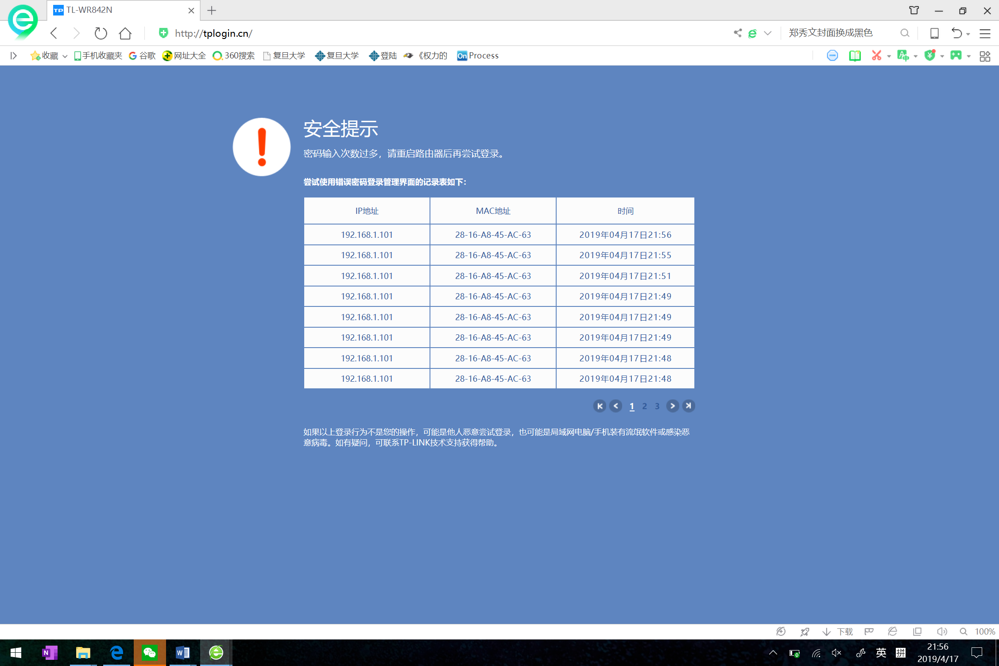 TP TL-WR842N
http://tplogin.cn/
郑秀文封面换成黑色
收藏 手机收藏夹 谷歌 网址大全 360搜索 复旦大学 复旦大学 登陆 《权力的 On Process
安全提示
密码输入次数过多，请重启路由器后再尝试登录。
尝试使用错误密码登录管理界面的记录表如下：
IP地址 MAC地址 时间
192.168.1.101 28-16-A8-45-AC-63 2019年04月17日21:56
192.168.1.101 28-16-A8-45-AC-63 2019年04月17日21:55
192.168.1.101 28-16-A8-45-AC-63 2019年04月17日21:51
192.168.1.101 28-16-A8-45-AC-63 2019年04月17日21:49
192.168.1.101 28-16-A8-45-AC-63 2019年04月17日21:49
192.168.1.101 28-16-A8-45-AC-63 2019年04月17日21:49
192.168.1.101 28-16-A8-45-AC-63 2019年04月17日21:48
192.168.1.101 28-16-A8-45-AC-63 2019年04月17日21:48
1 2 3
如果以上登录行为不是您的操作，可能是他人恶意尝试登录，也可能是局域网电脑/手机装有流氓软件或感染恶
意病毒。如有疑问，可联系TP-LINK技术支持获得帮助。
下载 100%
英 拼 21:56
2019/4/17